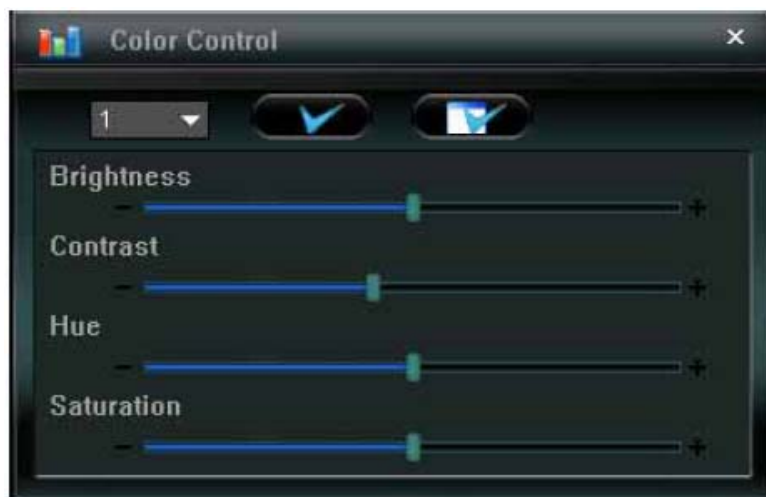 Color Control
1
Brightness
- +
Contrast
- +
Hue
- +
Saturation
- +